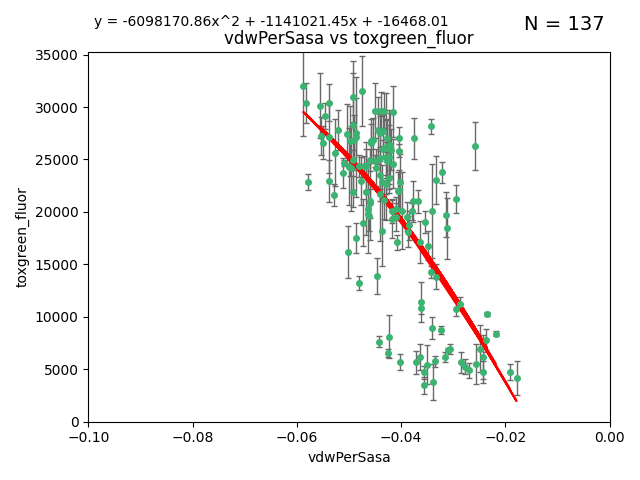 y = -6098170.86x^2 + -1141021.45x + -16468.01
N = 137
vdwPerSasa vs toxgreen_fluor
35000
30000
25000
20000
15000
10000
5000
0
toxgreen_fluor
−0.10 −0.08 −0.06 −0.04 −0.02 0.00
vdwPerSasa